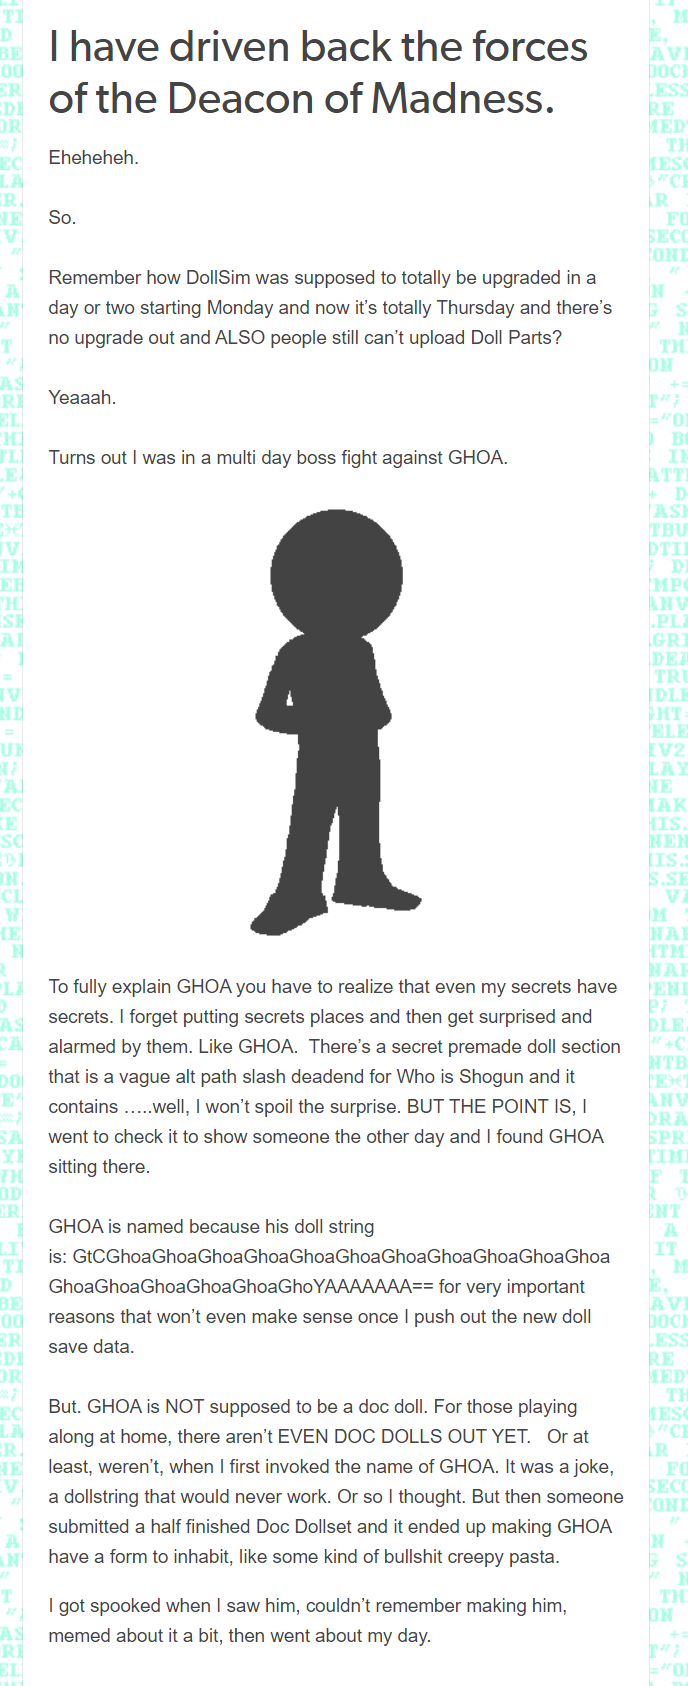 I have driven back the forces
of the Deacon of Madness.
Eheheheh.
So.
Remember how DollSim was supposed to totally be upgraded in a
day or two starting Monday and now it’s totally Thursday and there’s
no upgrade out and ALSO people still can’t upload Doll Parts?
Yeaaah.
Turns out I was in a multi day boss fight against GHOA.
To fully explain GHOA you have to realize that even my secrets have
secrets. I forget putting secrets places and then get surprised and
alarmed by them. Like GHOA.  There’s a secret premade doll section
that is a vague alt path slash deadend for Who is Shogun and it
contains …..well, I won’t spoil the surprise. BUT THE POINT IS, I
went to check it to show someone the other day and I found GHOA
sitting there.
GHOA is named because his doll string
is: GtCGhoaGhoaGhoaGhoaGhoaGhoaGhoaGhoaGhoaGhoaGhoa
GhoaGhoaGhoaGhoaGhoaGhoYAAAAAAA== for very important
reasons that won’t even make sense once I push out the new doll
save data.
But. GHOA is NOT supposed to be a doc doll. For those playing
along at home, there aren’t EVEN DOC DOLLS OUT YET.   Or at
least, weren’t, when I first invoked the name of GHOA. It was a joke,
a dollstring that would never work. Or so I thought. But then someone
submitted a half finished Doc Dollset and it ended up making GHOA
have a form to inhabit, like some kind of bullshit creepy pasta.
I got spooked when I saw him, couldn’t remember making him,
memed about it a bit, then went about my day.